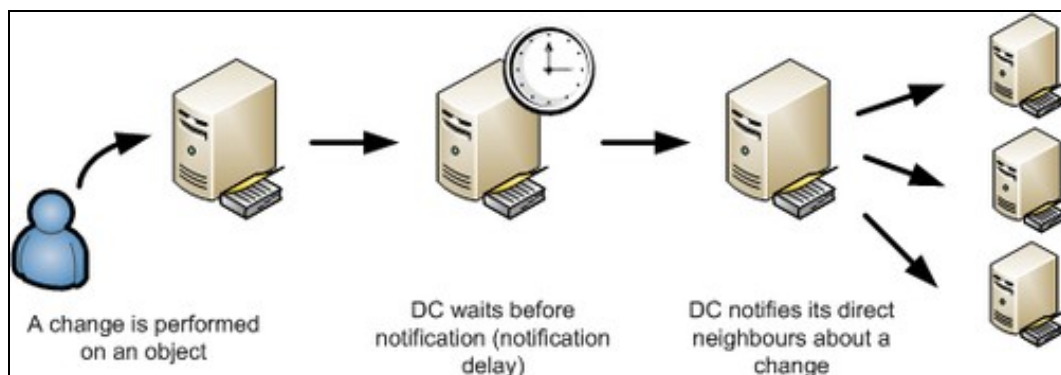 A change is performed
on an object
DC waits before
notification (notification
delay)
DC notifies its direct
neighbours about a
change